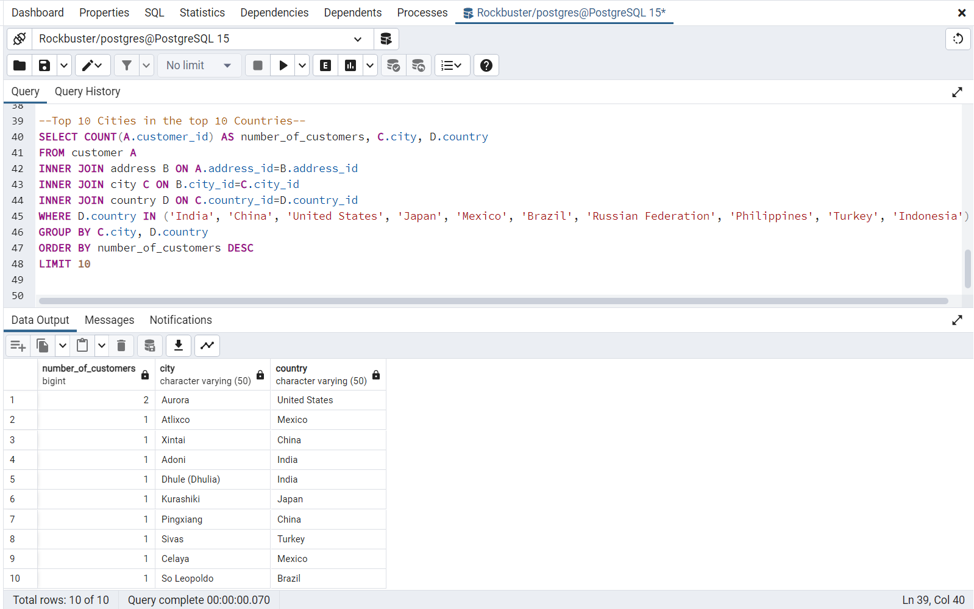 Dashboard Properties SQL Statistics Dependencies Dependents Processes Rockbuster/postgres@PostgreSQL 15*
Rockbuster/postgres@PostgreSQL 15
No limit
E
Query Query History
38
39 --Top 10 Cities in the top 10 Countries--
40 SELECT COUNT(A.customer_id) AS number_of_customers, C.city, D.country
41 FROM customer A
42 INNER JOIN address B ON A.address_id=B.address_id
43 INNER JOIN city C ON B.city_id=C.city_id
44 INNER JOIN country D ON C.country_id=D.country_id
45 WHERE D.country IN ('India', 'China', 'United States', 'Japan', 'Mexico', 'Brazil', 'Russian Federation', 'Philippines', 'Turkey', 'Indonesia')
46 GROUP BY C.city, D.country
47 ORDER BY number_of_customers DESC
48 LIMIT 10
49
50
Data Output Messages Notifications
number_of_customers city country
bigint character varying (50) character varying (50)
1 2 Aurora United States
2 1 Atlixco Mexico
3 1 Xintai China
4 1 Adoni India
5 1 Dhule (Dhulia) India
6 1 Kurashiki Japan
7 1 Pingxiang China
8 1 Sivas Turkey
9 1 Celaya Mexico
10 1 So Leopoldo Brazil
Total rows: 10 of 10 Query complete 00:00:00.070 Ln 39, Col 40